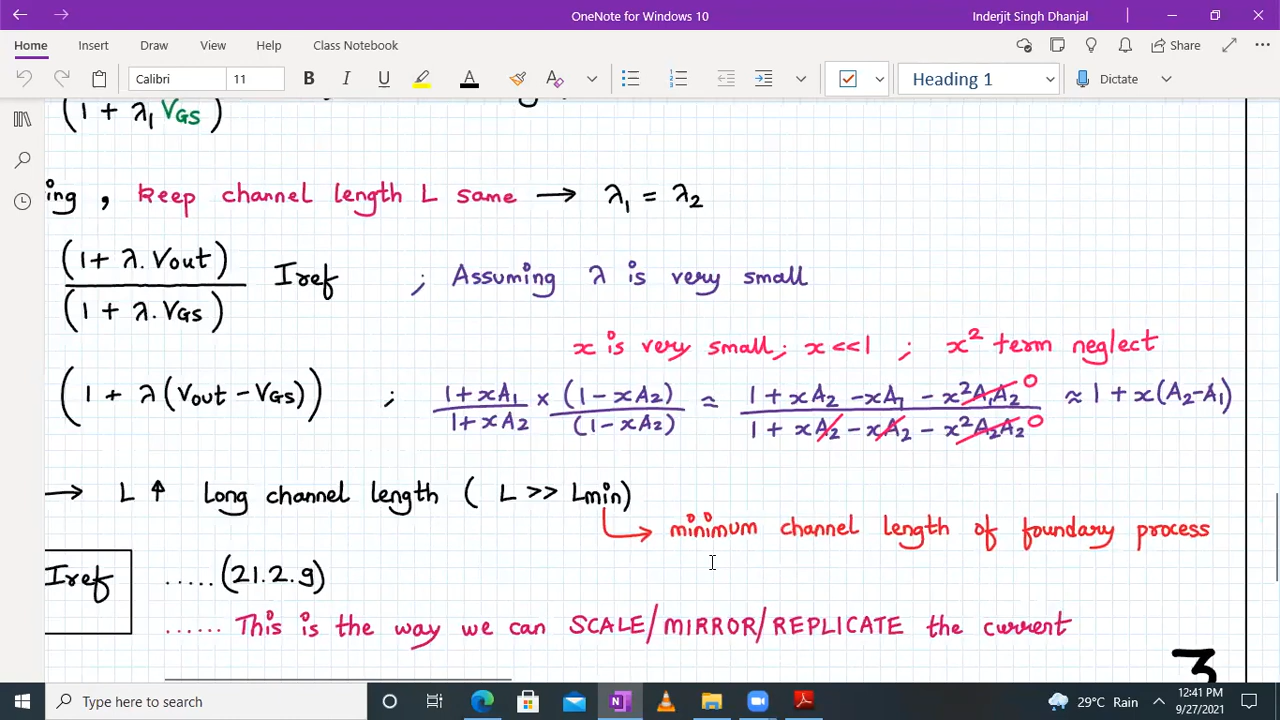 OneNote for Windows 10
Inderjit Singh Dhanjal
Home Insert Draw View Help Class Notebook
Share
Calibri 11 B I U A A Heading 1 Dictate
(1 + λ₁ VGS)
ing , keep channel length L same → λ₁ = λ₂
(1 + λ. Vout) / (1 + λ. VGS) Iref ; Assuming λ is very small
x is very small; x <<1 ; x² term neglect
(1 + λ(Vout - VGS)) ; (1 + xA₁)/(1 + xA₂) × (1 - xA₂)/(1 - xA₂) ≈ (1 + xA₂ - xA₁ - x²A₁A₂ 0)/(1 + xA₂ - xA₂ - x²A₂A₂ 0) ≈ 1 + x(A₂-A₁)
→ L ↑ Long channel length ( L >> Lmin)
→ minimum channel length of foundary process
Iref .....(21.2.9)
...... This is the way we can SCALE/MIRROR/REPLICATE the current
3
Type here to search
29°C Rain
12:41 PM
9/27/2021